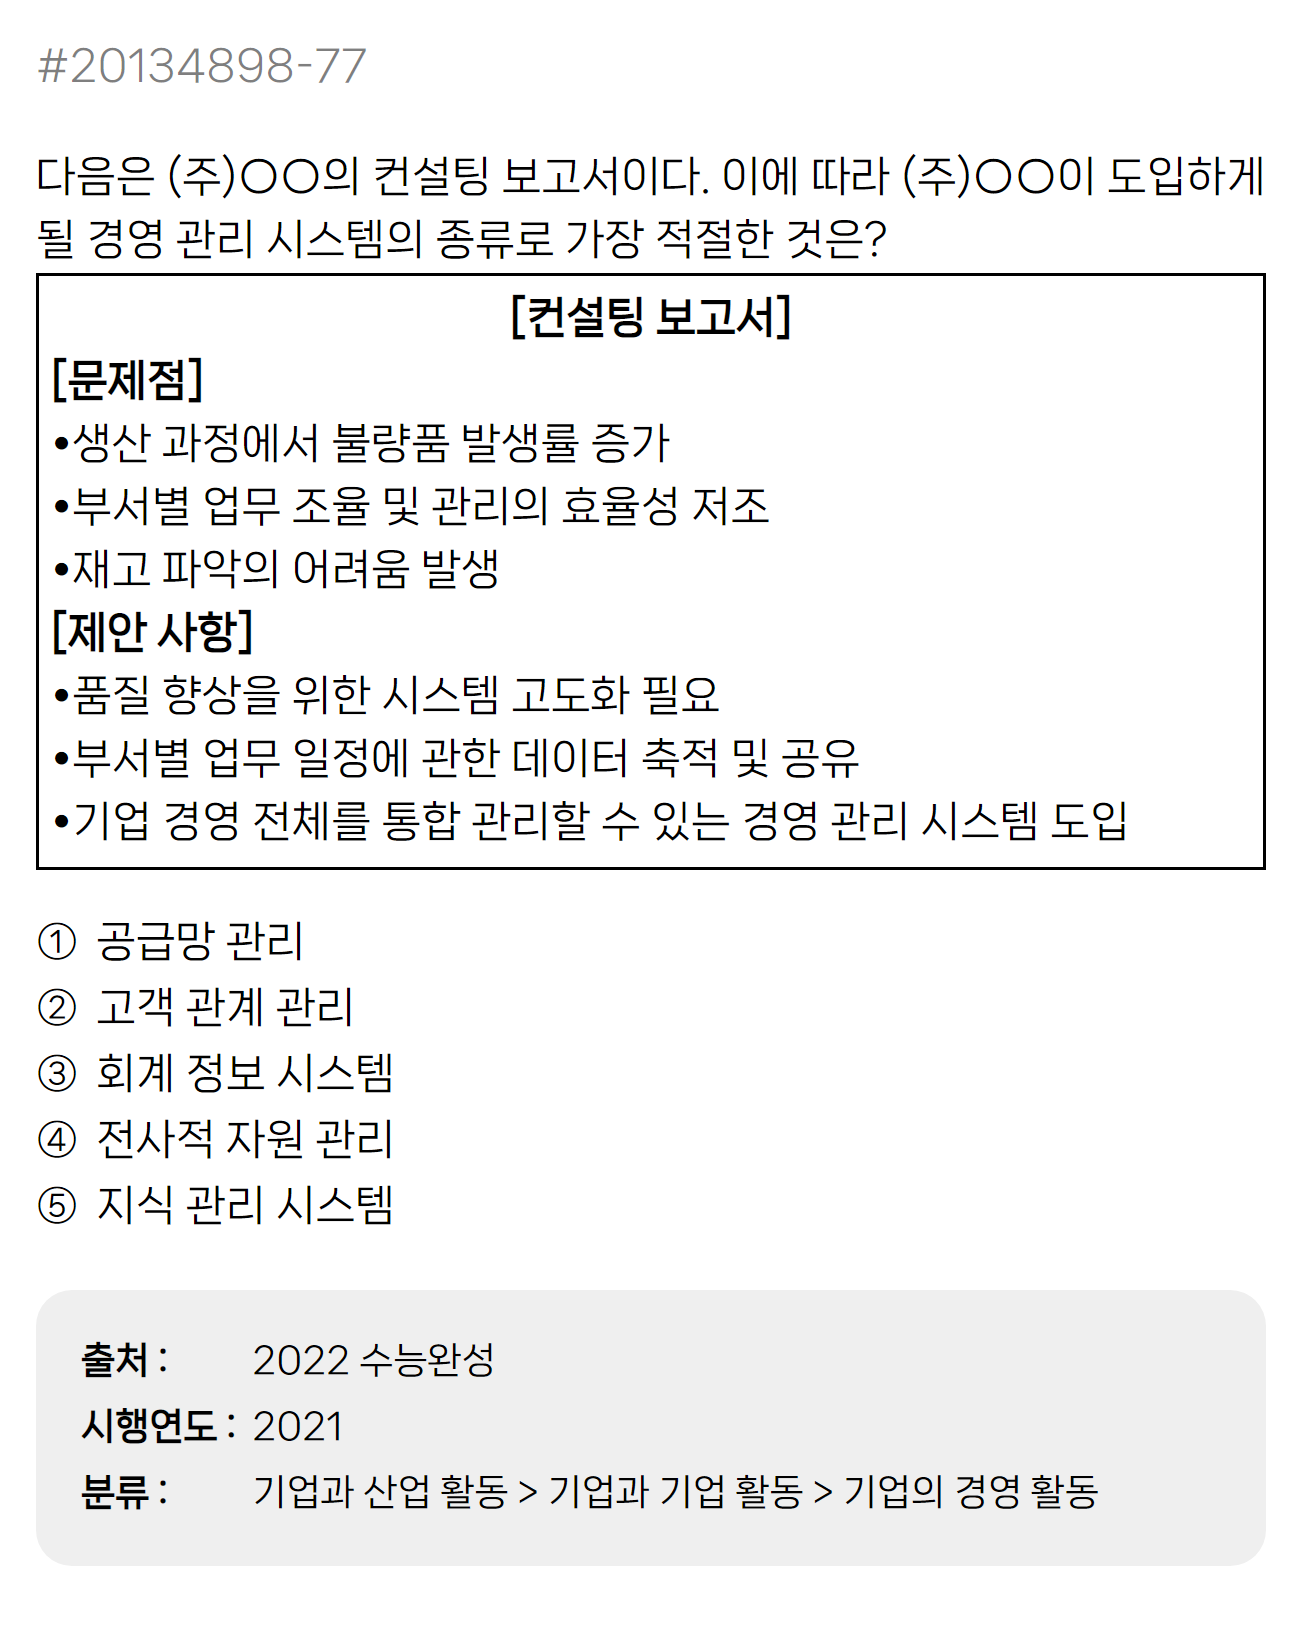 #20134898-77
다음은 (주)○○의 컨설팅 보고서이다. 이에 따라 (주)○○이 도입하게
될 경영 관리 시스템의 종류로 가장 적절한 것은?
[컨설팅 보고서]
[문제점]
•생산 과정에서 불량품 발생률 증가
•부서별 업무 조율 및 관리의 효율성 저조
•재고 파악의 어려움 발생
[제안 사항]
•품질 향상을 위한 시스템 고도화 필요
•부서별 업무 일정에 관한 데이터 축적 및 공유
•기업 경영 전체를 통합 관리할 수 있는 경영 관리 시스템 도입
① 공급망 관리
② 고객 관계 관리
③ 회계 정보 시스템
④ 전사적 자원 관리
⑤ 지식 관리 시스템
출처 : 2022 수능완성
시행연도 : 2021
분류 : 기업과 산업 활동 > 기업과 기업 활동 > 기업의 경영 활동